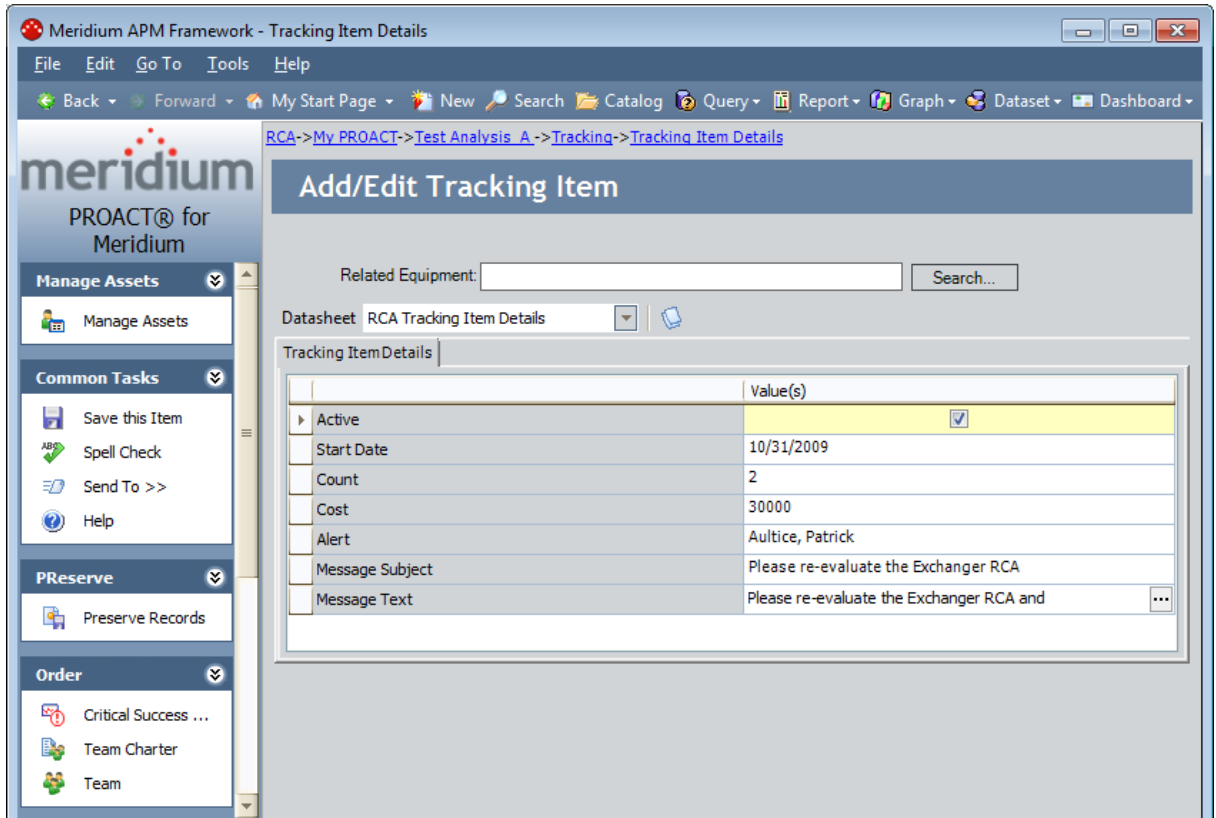 Meridium APM Framework - Tracking Item Details
File Edit Go To Tools Help
Back Forward My Start Page New Search Catalog Query Report Graph Dataset Dashboard
RCA->My PROACT->Test Analysis A ->Tracking->Tracking Item Details
meridium
PROACT® for
Meridium
Add/Edit Tracking Item
Manage Assets
Manage Assets
Common Tasks
Save this Item
ABC
Spell Check
Send To >>
Help
PReserve
Preserve Records
Order
Critical Success ...
Team Charter
Team
Related Equipment: Search...
Datasheet RCA Tracking Item Details
Tracking ItemDetails
Value(s)
Active
Start Date 10/31/2009
Count 2
Cost 30000
Alert Aultice, Patrick
Message Subject Please re-evaluate the Exchanger RCA
Message Text Please re-evaluate the Exchanger RCA and ...